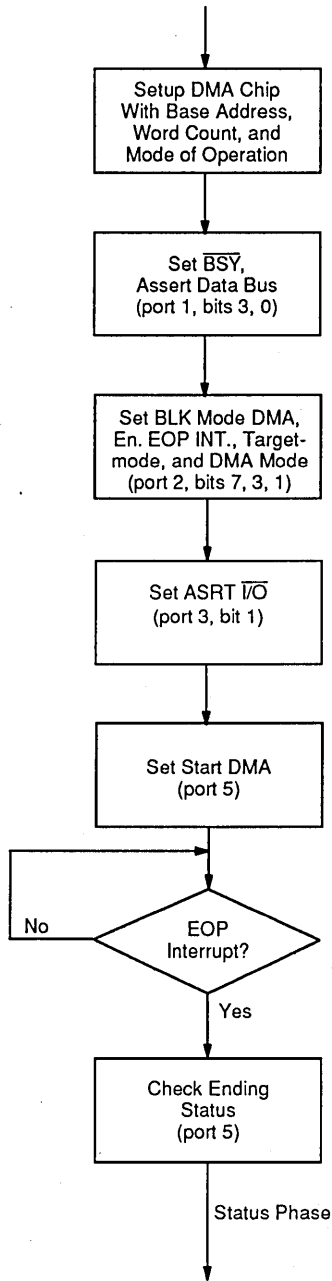 Setup DMA Chip
With Base Address,
Word Count, and
Mode of Operation
Set B̅S̅Y̅,
Assert Data Bus
(port 1, bits 3, 0)
Set BLK Mode DMA,
En. EOP INT., Target-
mode, and DMA Mode
(port 2, bits 7, 3, 1)
Set ASRT I̅/̅O̅
(port 3, bit 1)
Set Start DMA
(port 5)
No
EOP
Interrupt?
Yes
Check Ending
Status
(port 5)
Status Phase